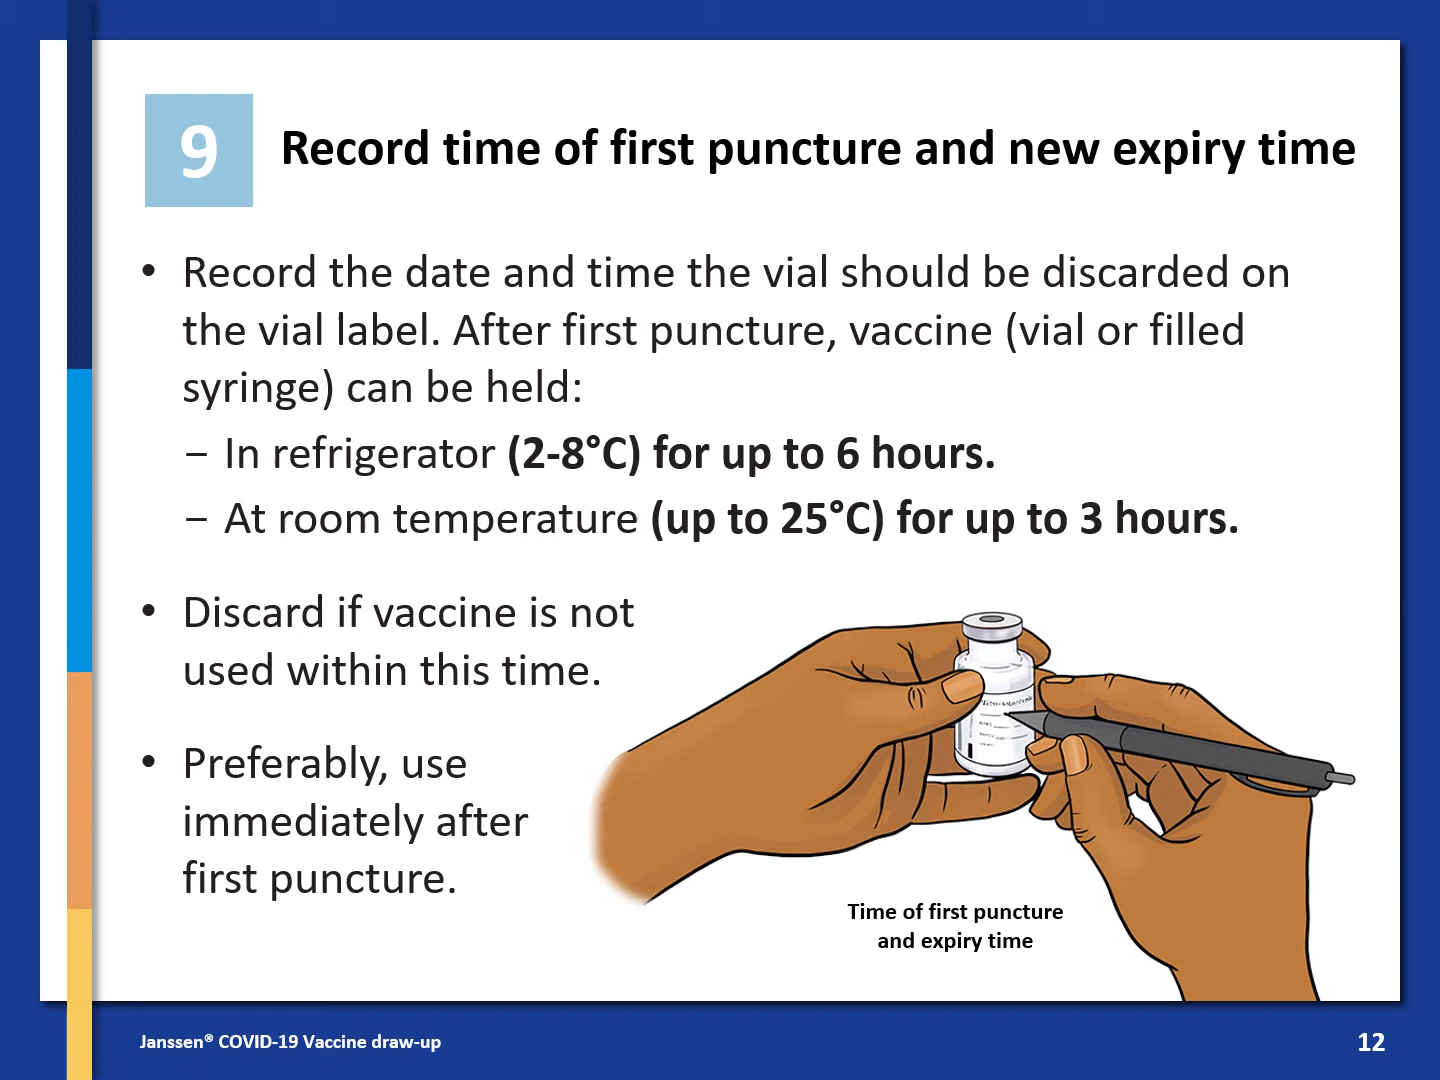 9
Record time of first puncture and new expiry time
• Record the date and time the vial should be discarded on
the vial label. After first puncture, vaccine (vial or filled
syringe) can be held:
– In refrigerator (2-8°C) for up to 6 hours.
– At room temperature (up to 25°C) for up to 3 hours.
• Discard if vaccine is not
used within this time.
• Preferably, use
immediately after
first puncture.
Time of first puncture
and expiry time
Janssen® COVID-19 Vaccine draw-up
12